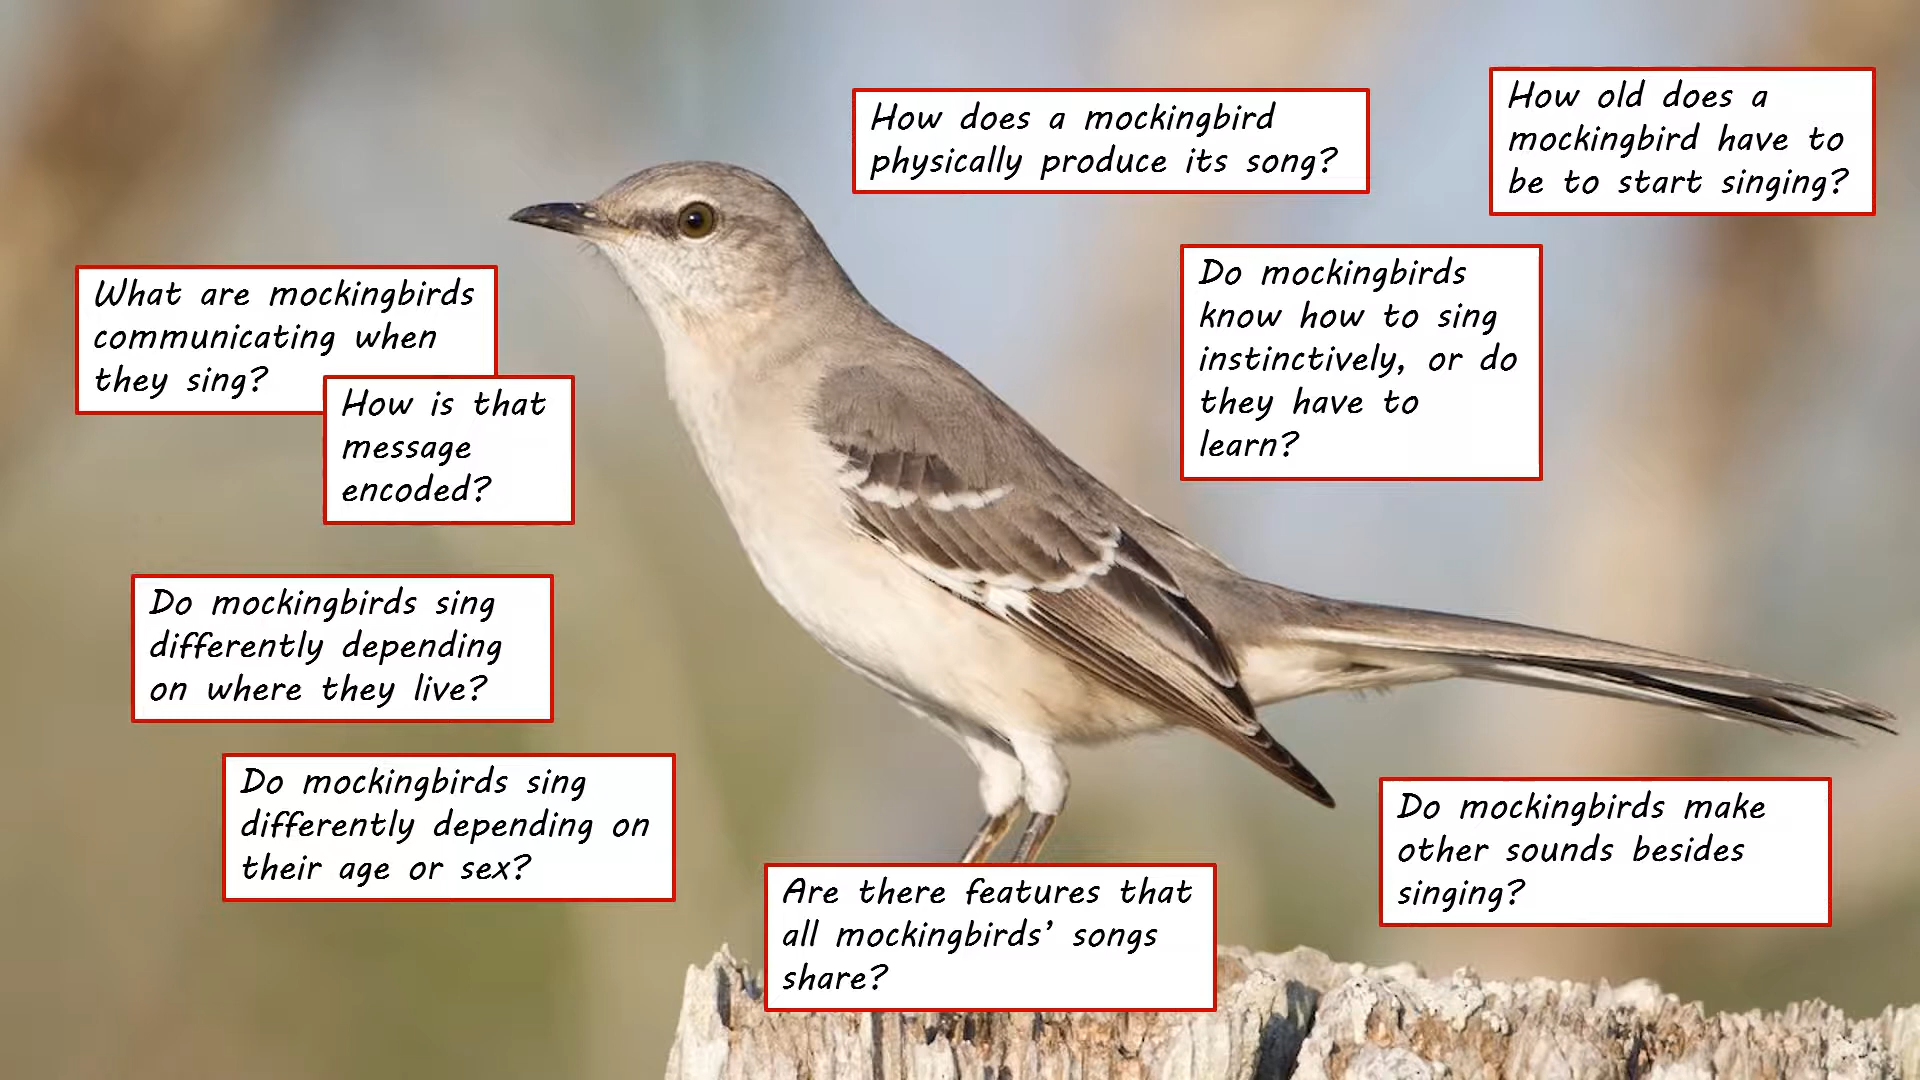 How does a mockingbird
physically produce its song?
How old does a
mockingbird have to
be to start singing?
What are mockingbirds
communicating when
they sing?
How is that
message
encoded?
Do mockingbirds
know how to sing
instinctively, or do
they have to
learn?
Do mockingbirds sing
differently depending
on where they live?
Do mockingbirds sing
differently depending on
their age or sex?
Are there features that
all mockingbirds’ songs
share?
Do mockingbirds make
other sounds besides
singing?